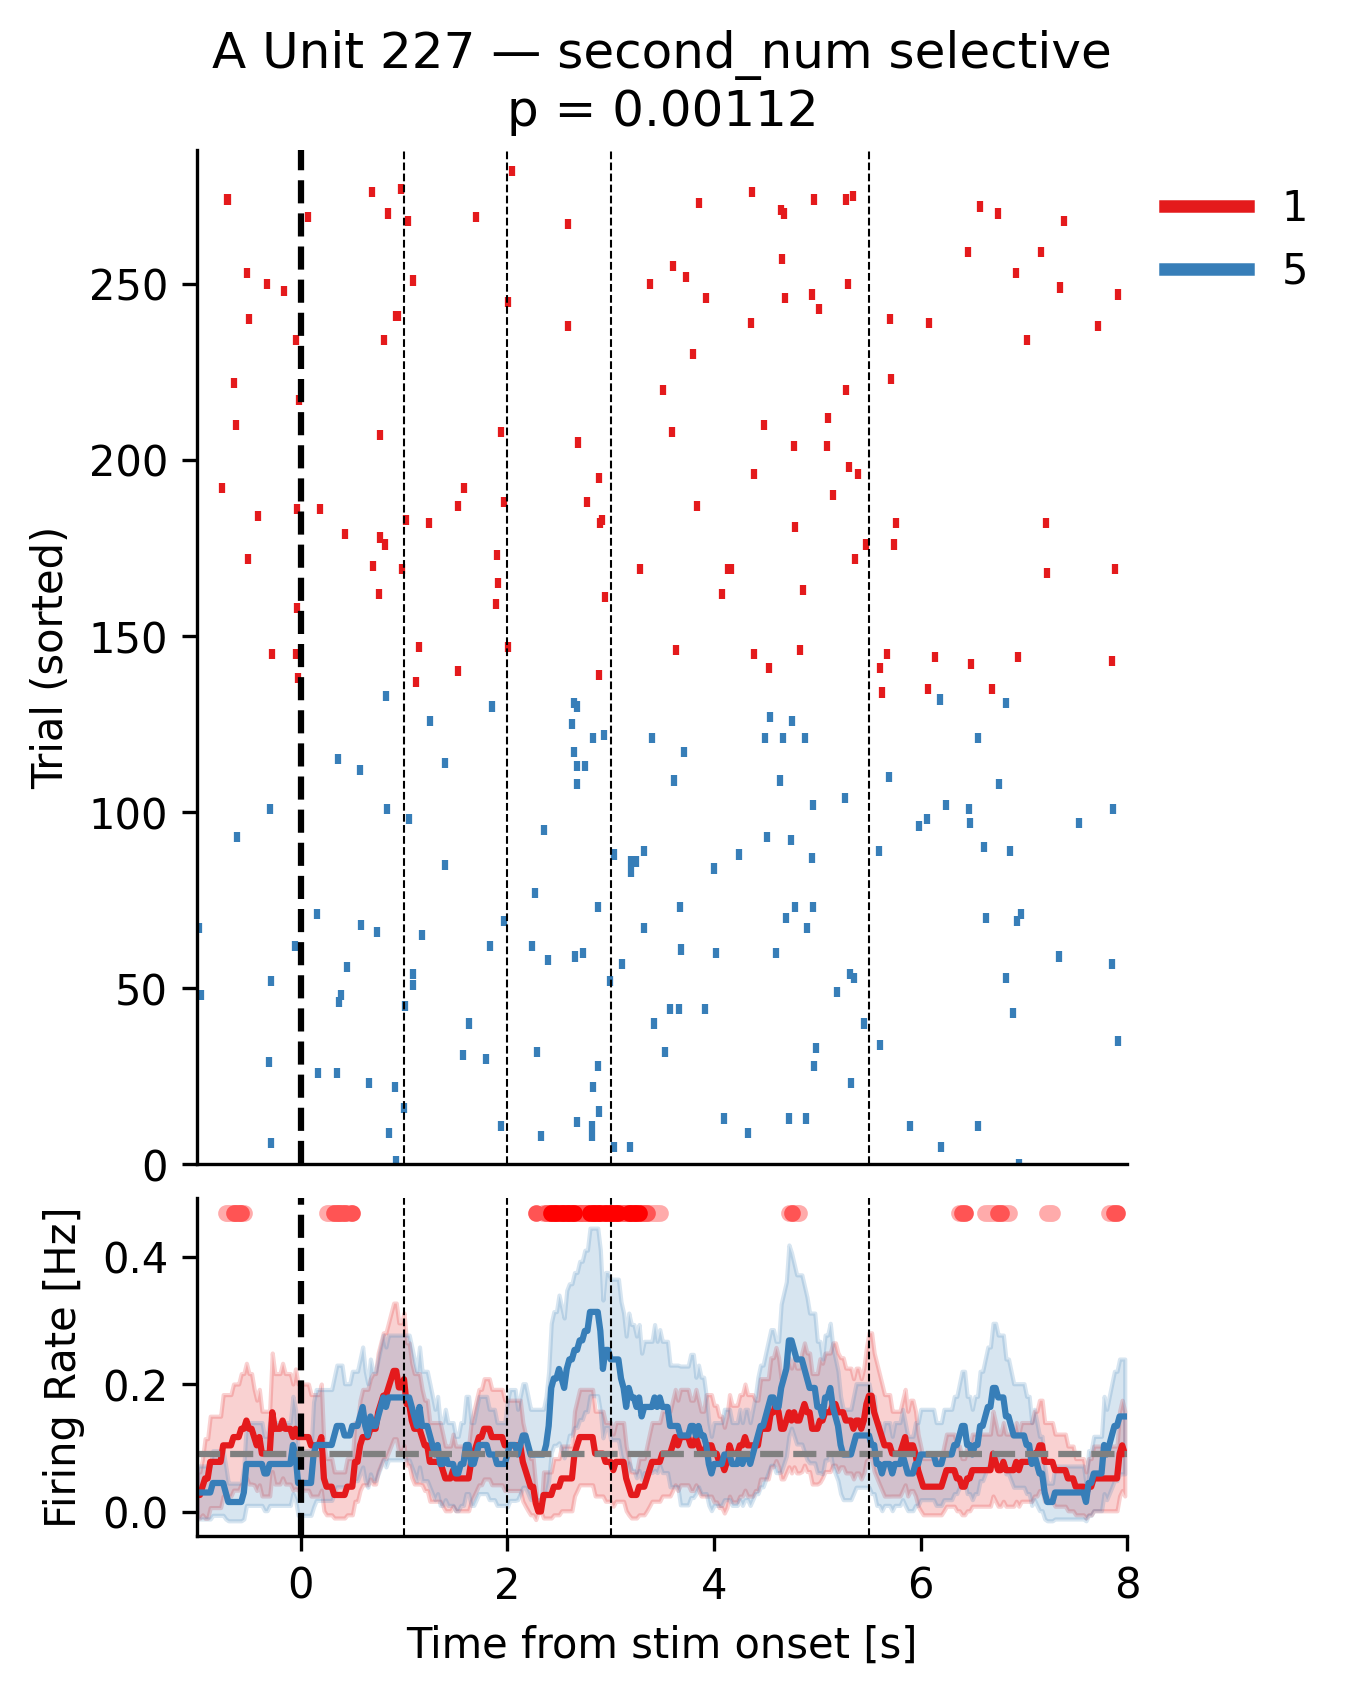 A Unit 227 — second_num selective
p = 0.00112
1
5
250
200
150
100
50
0
Trial (sorted)
0.4
0.2
0.0
Firing Rate [Hz]
0 2 4 6 8
Time from stim onset [s]